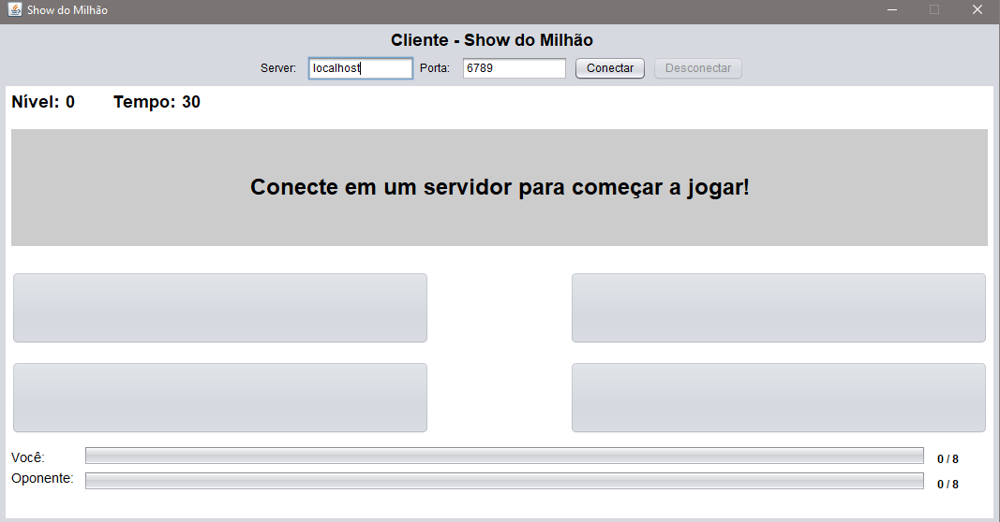 Show do Milhão
Cliente - Show do Milhão
Server: localhost Porta: 6789 Conectar Desconectar
Nível: 0 Tempo: 30
Conecte em um servidor para começar a jogar!
Você: 0 / 8
Oponente: 0 / 8